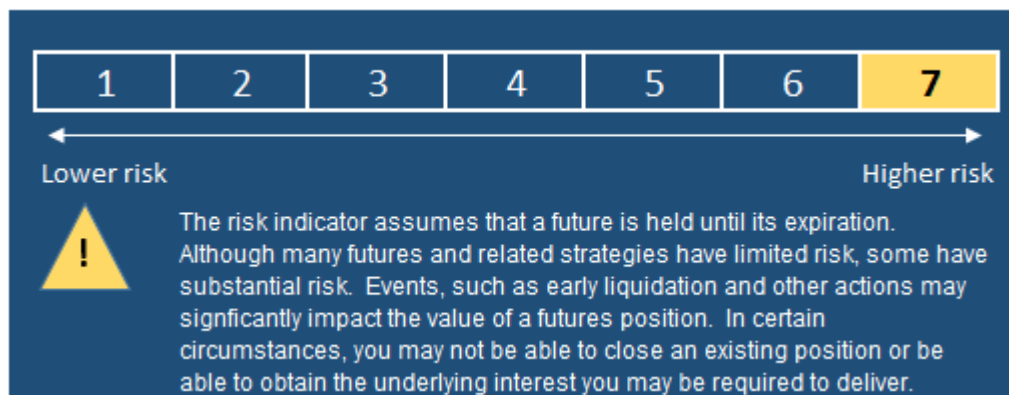 1 2 3 4 5 6 7
Lower risk Higher risk
!
The risk indicator assumes that a future is held until its expiration.
Although many futures and related strategies have limited risk, some have
substantial risk.  Events, such as early liquidation and other actions may
signficantly impact the value of a futures position.  In certain
circumstances, you may not be able to close an existing position or be
able to obtain the underlying interest you may be required to deliver.